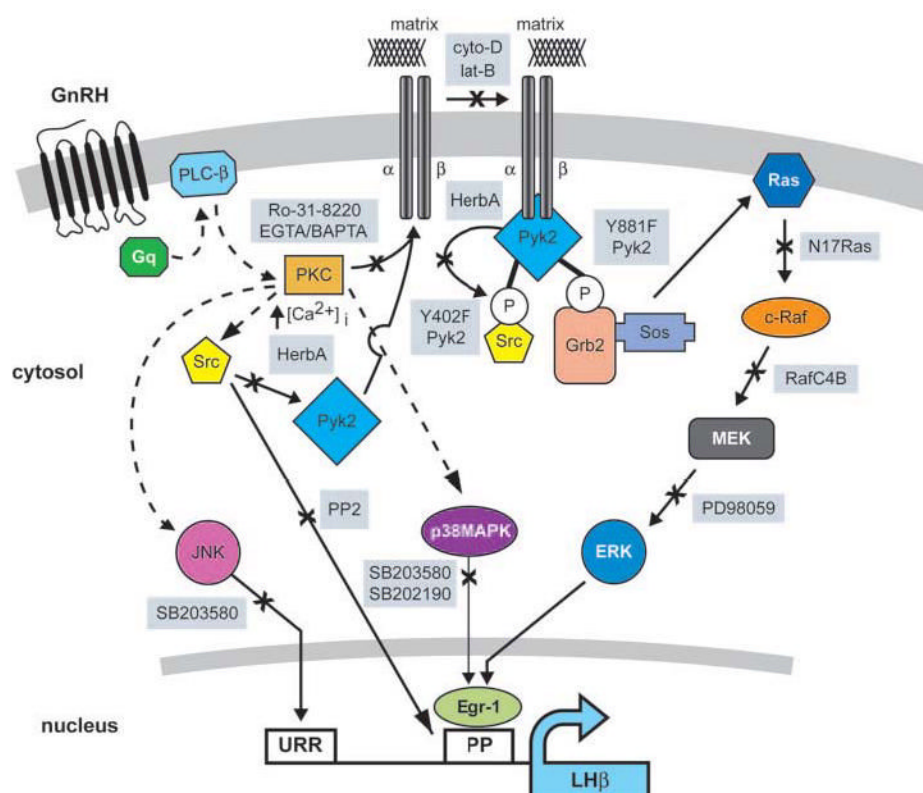 matrix
matrix
cyto-D
lat-B
GnRH
PLC-β
α
β
α
β
Ras
HerbA
Ro-31-8220
EGTA/BAPTA
Pyk2
Y881F
Pyk2
N17Ras
Gq
PKC
P
P
[Ca2+] i
Y402F
Pyk2
Src
Grb2
Sos
c-Raf
Src
HerbA
cytosol
RafC4B
Pyk2
MEK
PP2
PD98059
p38MAPK
JNK
ERK
SB203580
SB202190
SB203580
Egr-1
nucleus
URR
PP
LHβ